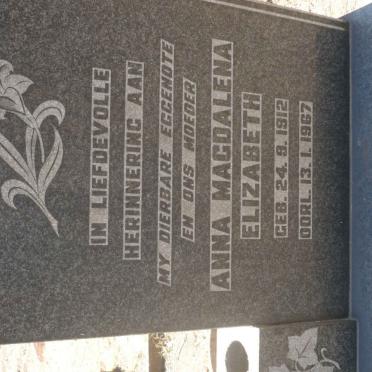 IN LIEFDEVOLLE
HERINNERING AAN
MY DIERBARE EGGENOTE
EN ONS MOEDER
ANNA MAGDALENA
ELIZABETH
GEB. 24. 9. 1912
OORL. 13. 1. 1967